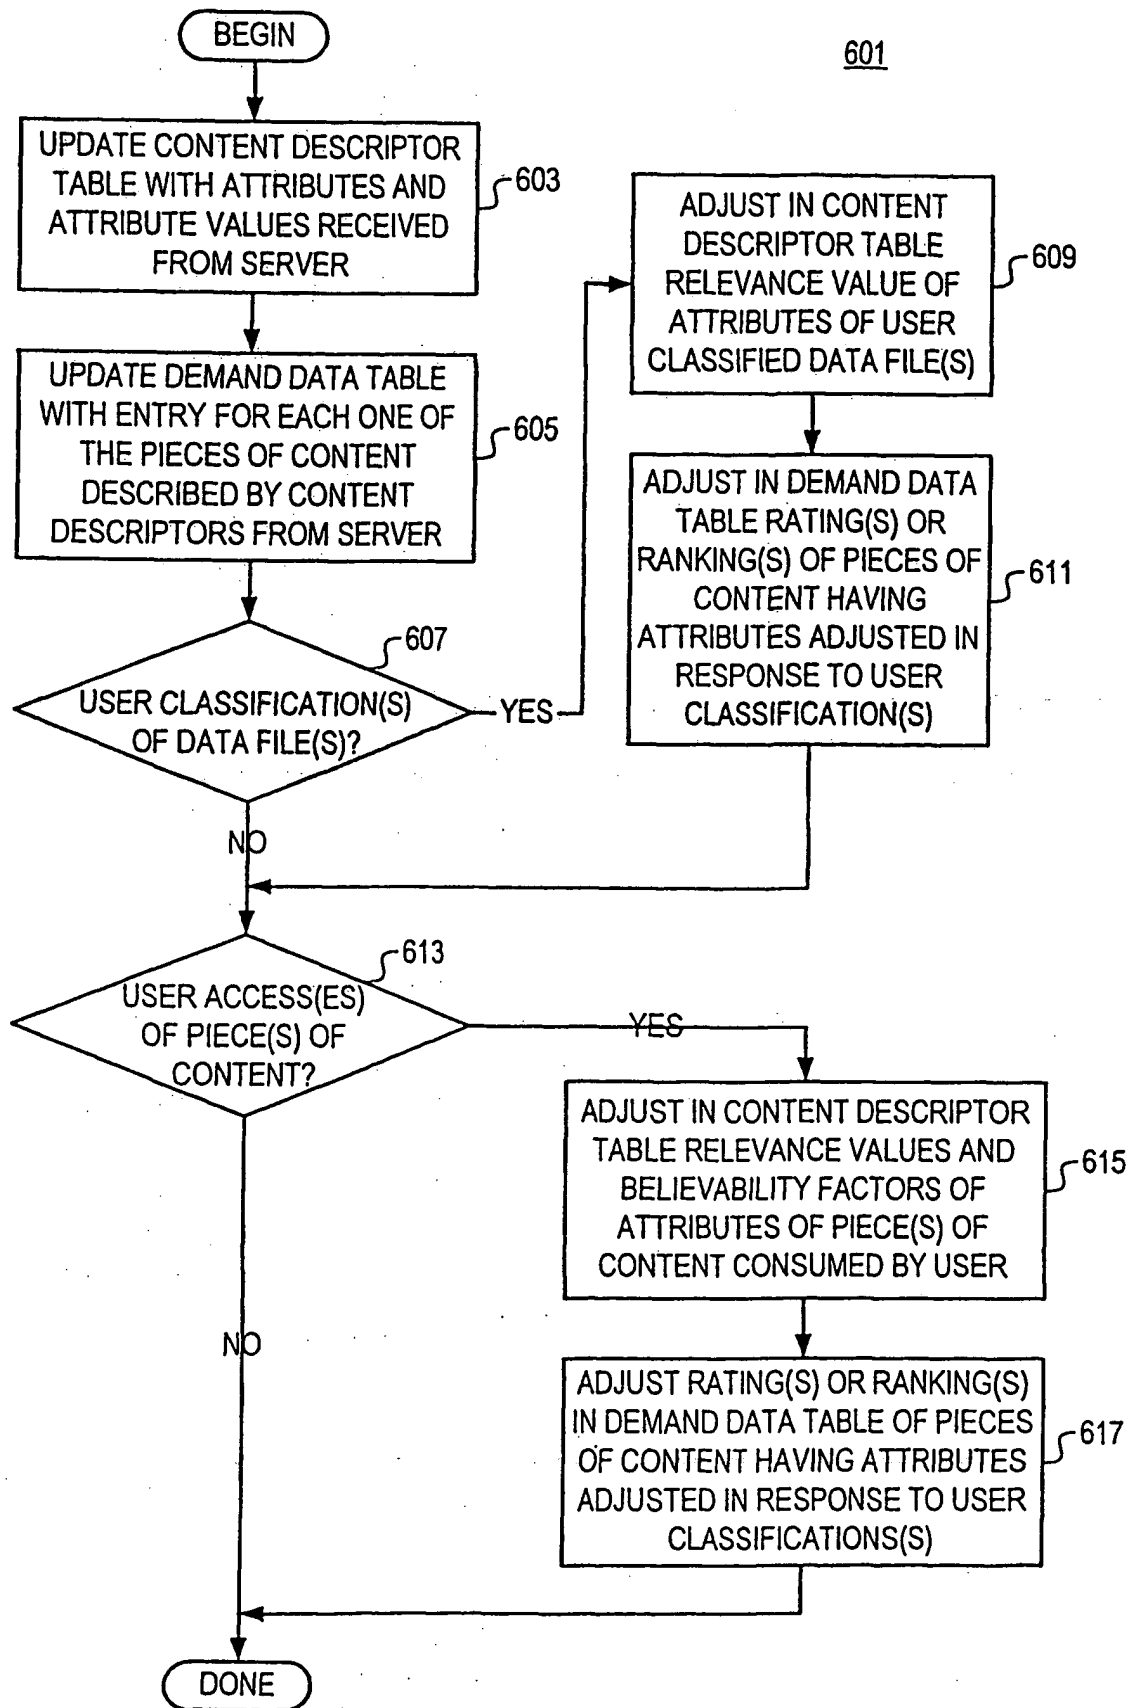 BEGIN
601
UPDATE CONTENT DESCRIPTOR
TABLE WITH ATTRIBUTES AND
ATTRIBUTE VALUES RECEIVED
FROM SERVER
603
UPDATE DEMAND DATA TABLE
WITH ENTRY FOR EACH ONE OF
THE PIECES OF CONTENT
DESCRIBED BY CONTENT
DESCRIPTORS FROM SERVER
605
607
USER CLASSIFICATION(S)
OF DATA FILE(S)?
YES
NO
ADJUST IN CONTENT
DESCRIPTOR TABLE
RELEVANCE VALUE OF
ATTRIBUTES OF USER
CLASSIFIED DATA FILE(S)
609
ADJUST IN DEMAND DATA
TABLE RATING(S) OR
RANKING(S) OF PIECES OF
CONTENT HAVING
ATTRIBUTES ADJUSTED IN
RESPONSE TO USER
CLASSIFICATION(S)
611
613
USER ACCESS(ES)
OF PIECE(S) OF
CONTENT?
YES
NO
ADJUST IN CONTENT DESCRIPTOR
TABLE RELEVANCE VALUES AND
BELIEVABILITY FACTORS OF
ATTRIBUTES OF PIECE(S) OF
CONTENT CONSUMED BY USER
615
ADJUST RATING(S) OR RANKING(S)
IN DEMAND DATA TABLE OF PIECES
OF CONTENT HAVING ATTRIBUTES
ADJUSTED IN RESPONSE TO USER
CLASSIFICATIONS(S)
617
DONE